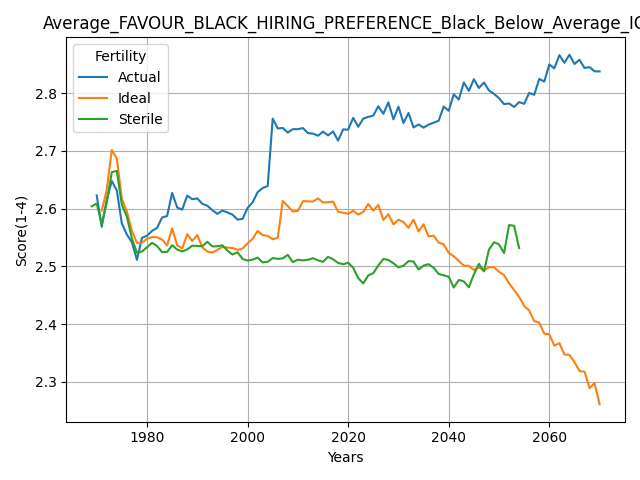 Average_FAVOUR_BLACK_HIRING_PREFERENCE_Black_Below_Average_IQ
Fertility
Actual
Ideal
Sterile
Score(1-4)
2.8
2.7
2.6
2.5
2.4
2.3
1980
2000
2020
2040
2060
Years